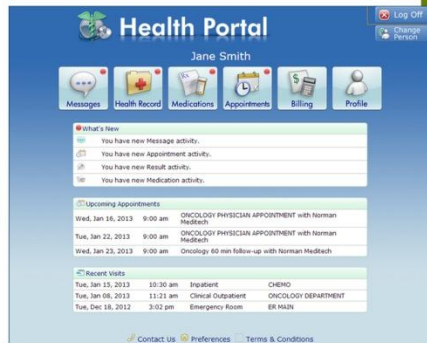 Health Portal
Log Off
Change
Person
Jane Smith
Messages Health Record Medications Appointments Billing Profile
What's New
You have new Message activity.
You have new Appointment activity.
You have new Result activity.
You have new Medication activity.
Upcoming Appointments
Wed, Jan 16, 2013 9:00 am ONCOLOGY PHYSICIAN APPOINTMENT with Norman
Meditech
Tue, Jan 22, 2013 9:00 am ONCOLOGY PHYSICIAN APPOINTMENT with Norman
Meditech
Wed, Jan 23, 2013 9:00 am Oncology 60 min follow-up with Norman Meditech
Recent Visits
Tue, Jan 15, 2013 10:30 am Inpatient CHEMO
Tue, Jan 08, 2013 11:21 am Clinical Outpatient ONCOLOGY DEPARTMENT
Tue, Dec 18, 2012 3:02 pm Emergency Room ER MAIN
Contact Us Preferences Terms & Conditions